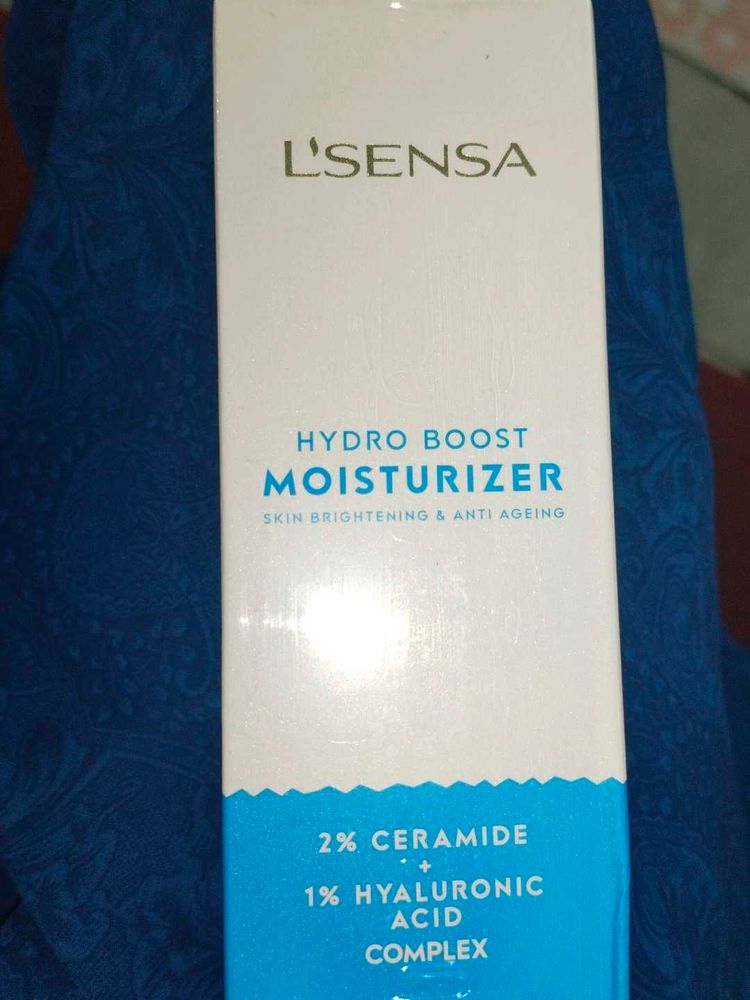 L'SENSA
HYDRO BOOST
MOISTURIZER
SKIN BRIGHTENING & ANTI AGEING
2% CERAMIDE
+
1% HYALURONIC
ACID
COMPLEX